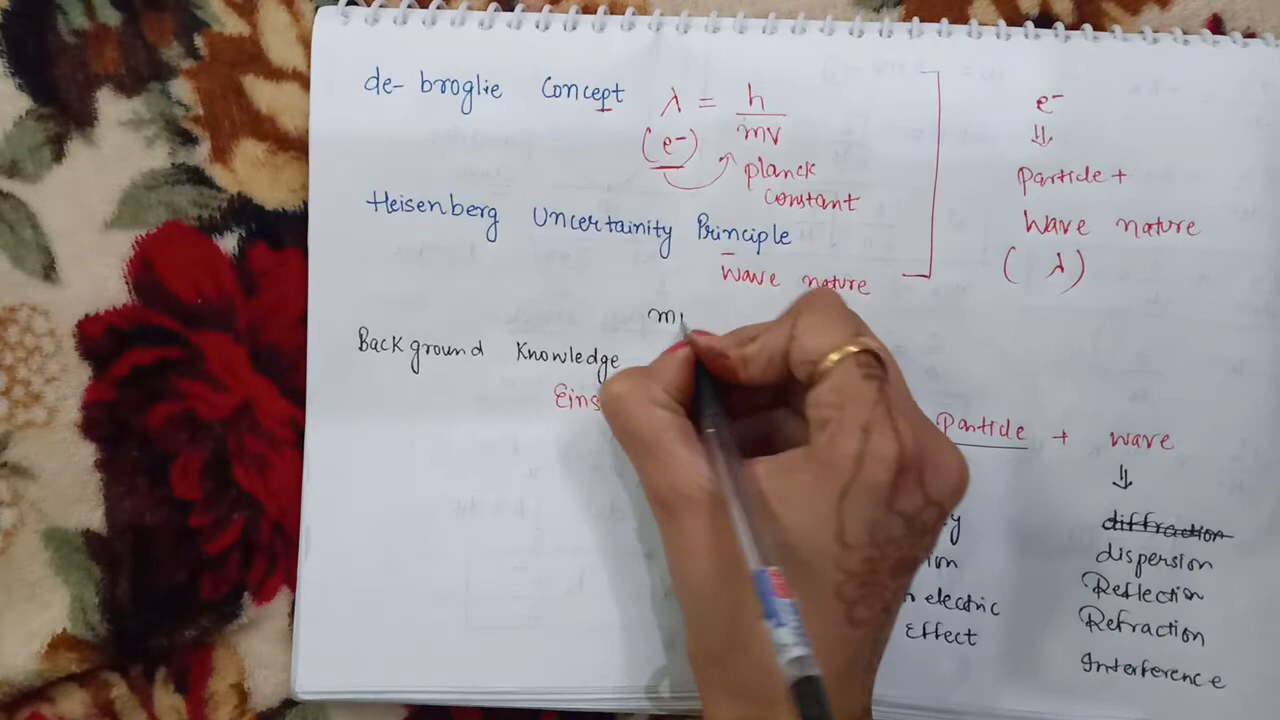 de-broglie Concept λ = h/mv
(e-) planck
constant
Heisenberg Uncertainity Principle
Wave nature
e-
⇓
Particle +
Wave nature
( λ )
Background Knowledge
Particle + wave
⇓
diffraction
dispersion
electric Reflection
Effect Refraction
Interference